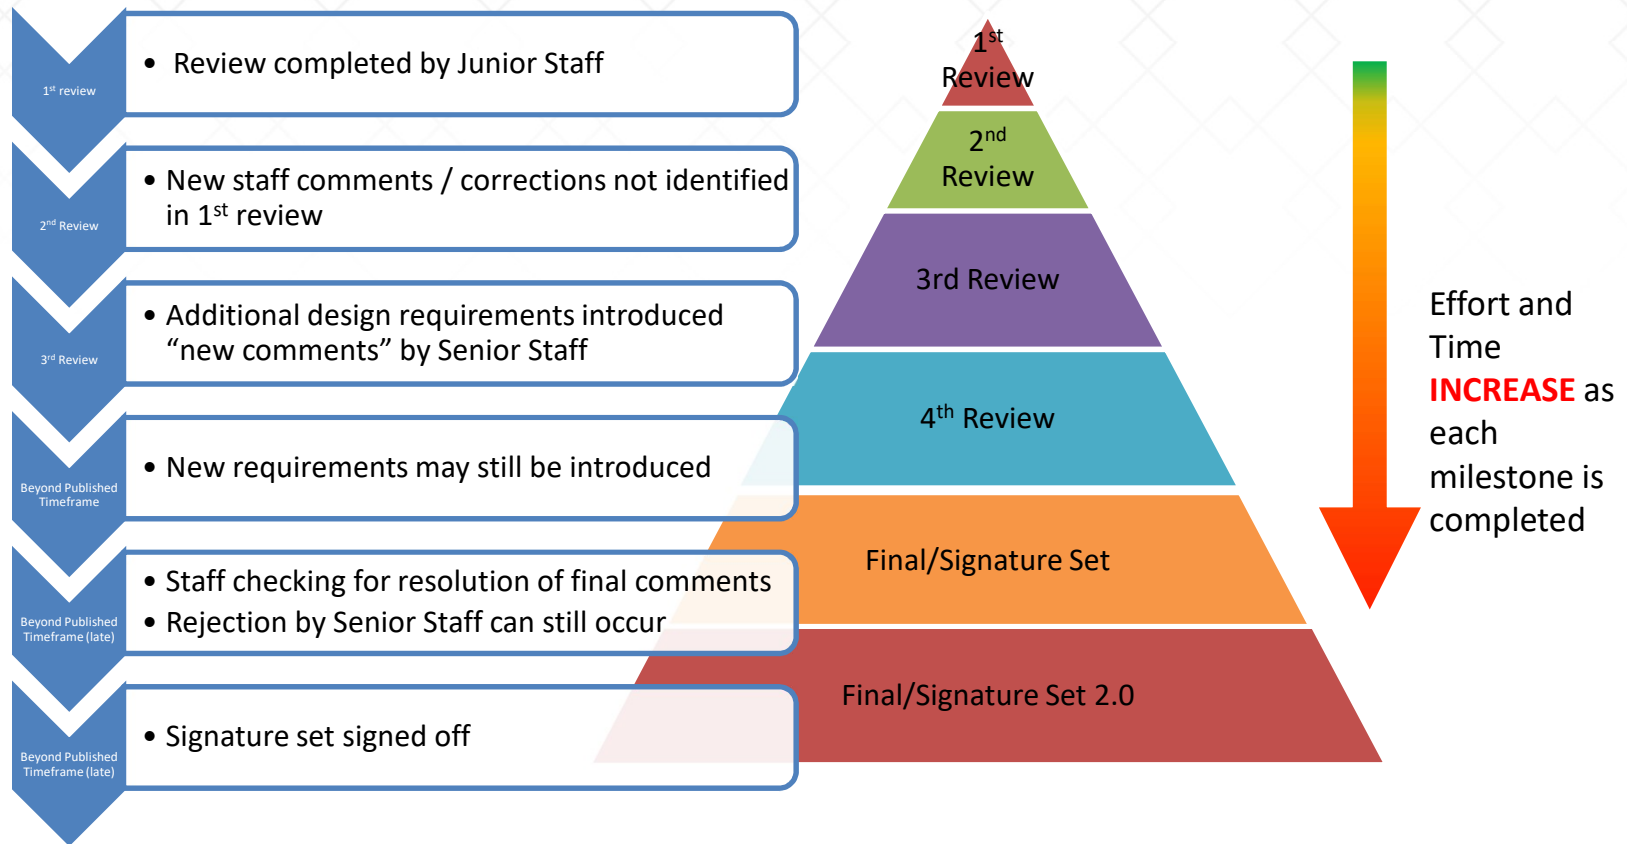 1st review
• Review completed by Junior Staff
2nd Review
• New staff comments / corrections not identified
in 1st review
3rd Review
• Additional design requirements introduced
“new comments” by Senior Staff
Beyond Published
Timeframe
• New requirements may still be introduced
Beyond Published
Timeframe (late)
• Staff checking for resolution of final comments
• Rejection by Senior Staff can still occur
Beyond Published
Timeframe (late)
• Signature set signed off
1st
Review
2nd
Review
3rd Review
4th Review
Final/Signature Set
Final/Signature Set 2.0
Effort and
Time
INCREASE as
each
milestone is
completed